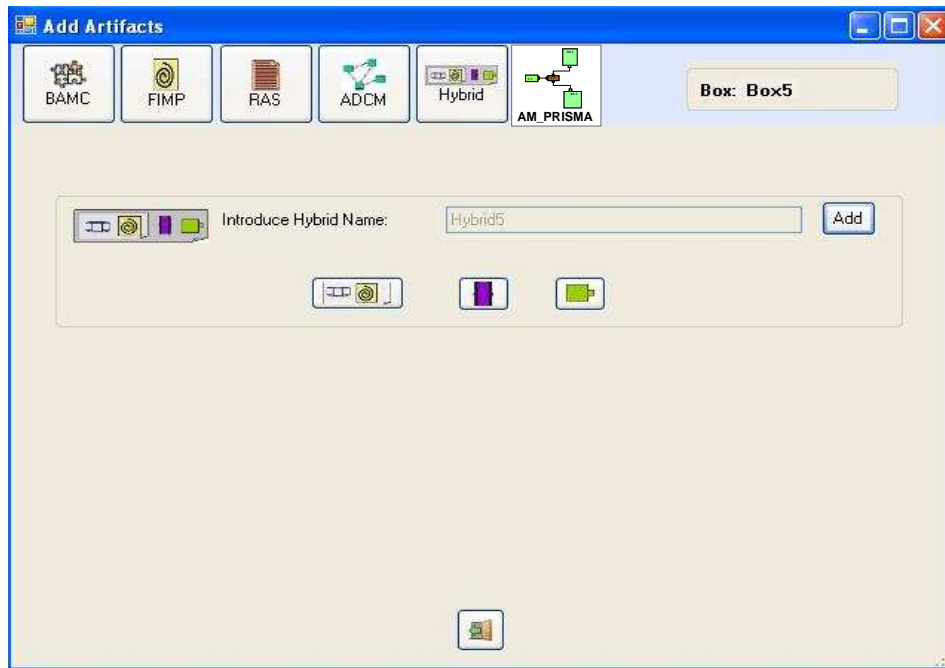 Add Artifacts
BAMC
FIMP
RAS
ADCM
Hybrid
AM_PRISMA
Box: Box5
Introduce Hybrid Name:
Hybrid5
Add